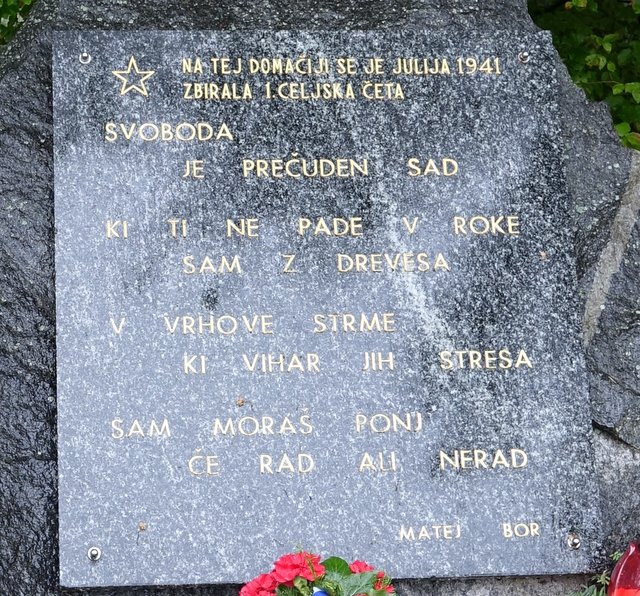 NA TEJ DOMAČIJI SE JE JULIJA 1941
ZBIRALA I. CELJSKA ČETA
SVOBODA
JE PREČUDEN SAD
KI TI NE PADE V ROKE
SAM Z DREVESA
V VRHOVE STRME
KI VIHAR JIH STRESA
SAM MORAŠ PONJ
ČE RAD ALI NERAD
MATEJ BOR